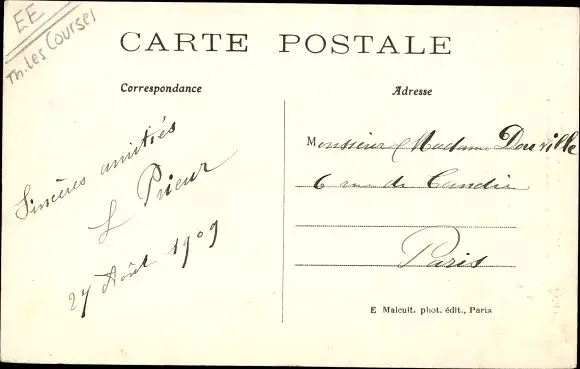 EE
Th. les Courses
CARTE POSTALE
Correspondance
Adresse
Sincères amitiés
L Prieur
27 Août 1909
Monsieur & Madame Douville
6 rue de Candie
Paris
E Malcuit. phot. édit., Paris